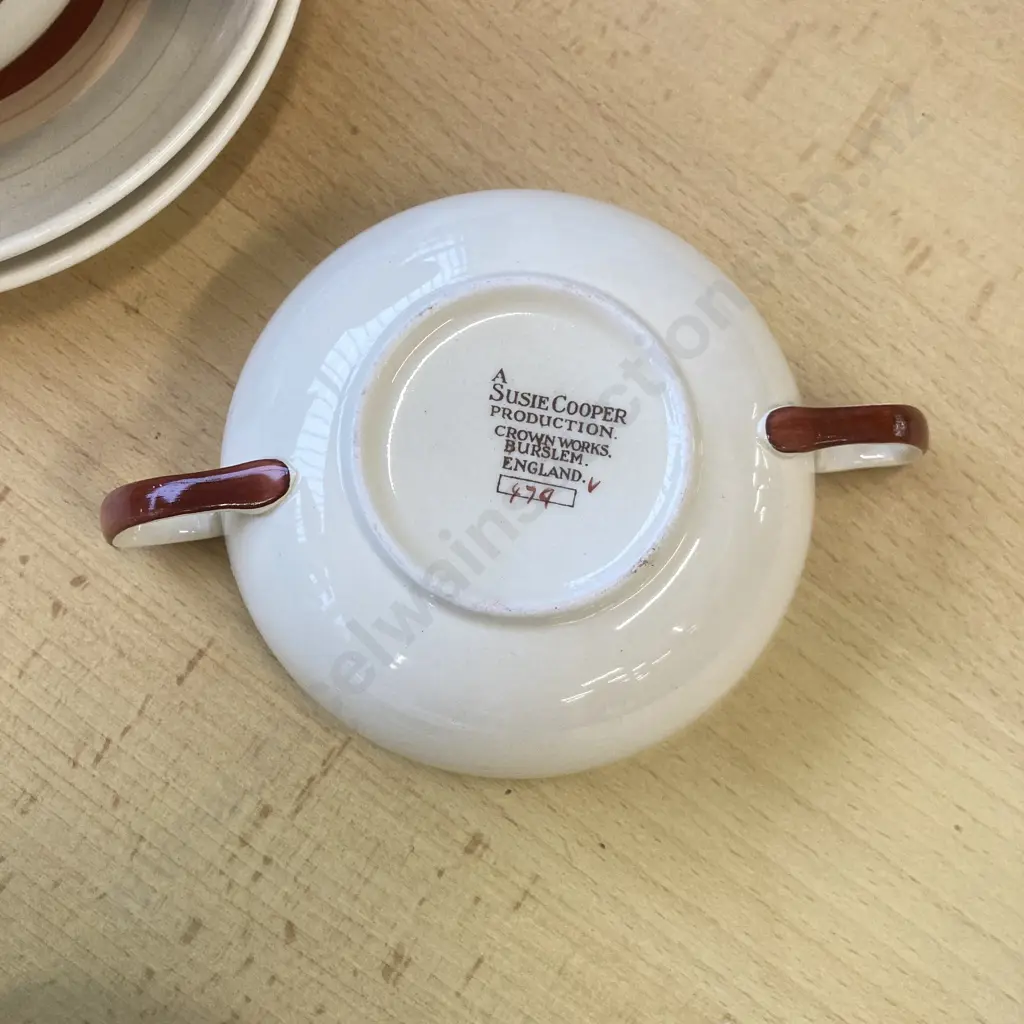 A
SUSIE COOPER
PRODUCTION.
CROWN WORKS.
BURSLEM.
ENGLAND.
479